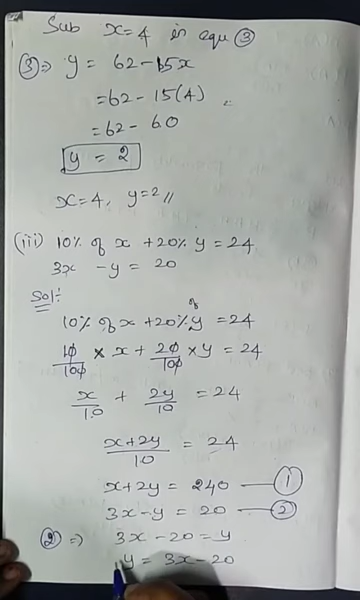 Sub x=4 in equ ③
③⇒ y = 62-15x
=62-15(4)
=62-60
y = 2
x=4, y=2 //
(iii) 10% of x +20% y = 24
3x -y = 20
Sol:
10% of x +20% of y = 24
10/100 × x + 20/100 × y = 24
x/10 + 2y/10 = 24
x+2y/10 = 24
x+2y = 240 — ①
3x-y = 20 — ②
②⇒ 3x-20=y
y = 3x-20